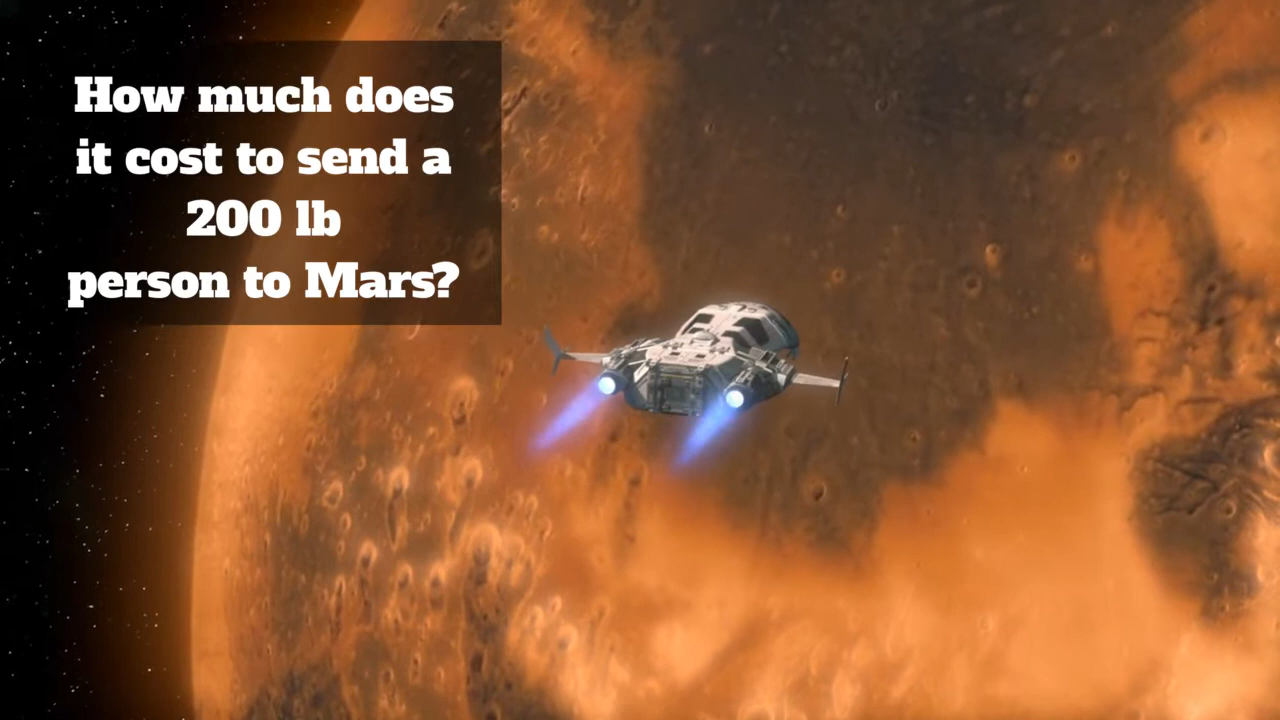 How much does
it cost to send a
200 lb
person to Mars?